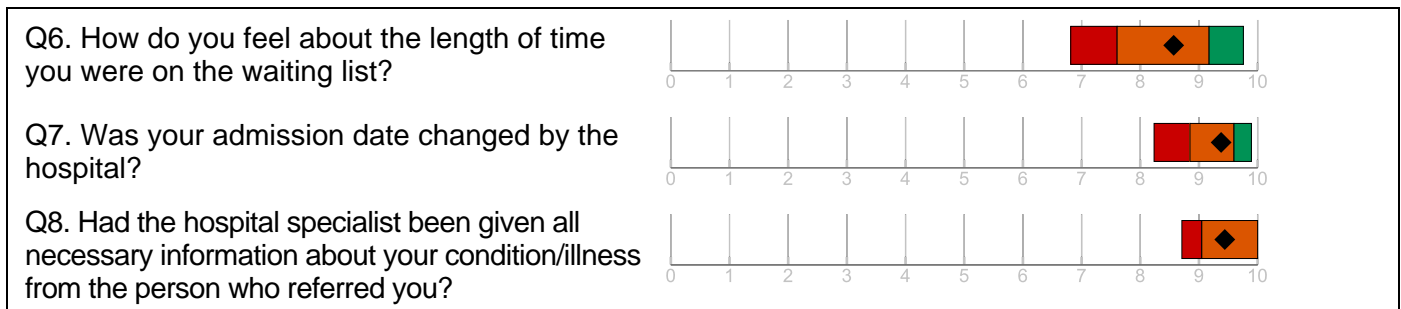 Q6. How do you feel about the length of time
you were on the waiting list?
0 1 2 3 4 5 6 7 8 9 10
Q7. Was your admission date changed by the
hospital?
0 1 2 3 4 5 6 7 8 9 10
Q8. Had the hospital specialist been given all
necessary information about your condition/illness
from the person who referred you?
0 1 2 3 4 5 6 7 8 9 10